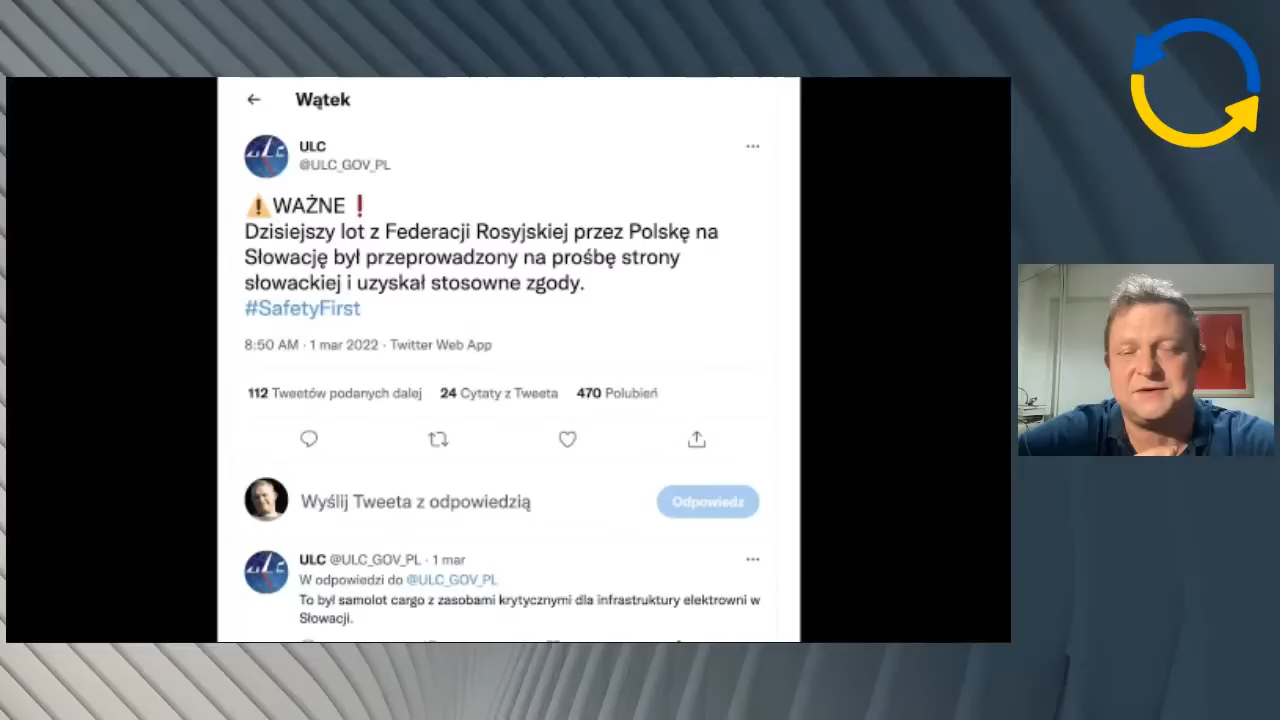 Wątek
ULC
@ULC_GOV_PL
⚠️WAŻNE❗
Dzisiejszy lot z Federacji Rosyjskiej przez Polskę na
Słowację był przeprowadzony na prośbę strony
słowackiej i uzyskał stosowne zgody.
#SafetyFirst
8:50 AM · 1 mar 2022 · Twitter Web App
112 Tweetów podanych dalej 24 Cytaty z Tweeta 470 Polubień
Wyślij Tweeta z odpowiedzią
Odpowiedz
ULC @ULC_GOV_PL · 1 mar
W odpowiedzi do @ULC_GOV_PL
To był samolot cargo z zasobami krytycznymi dla infrastruktury elektrowni w
Słowacji.